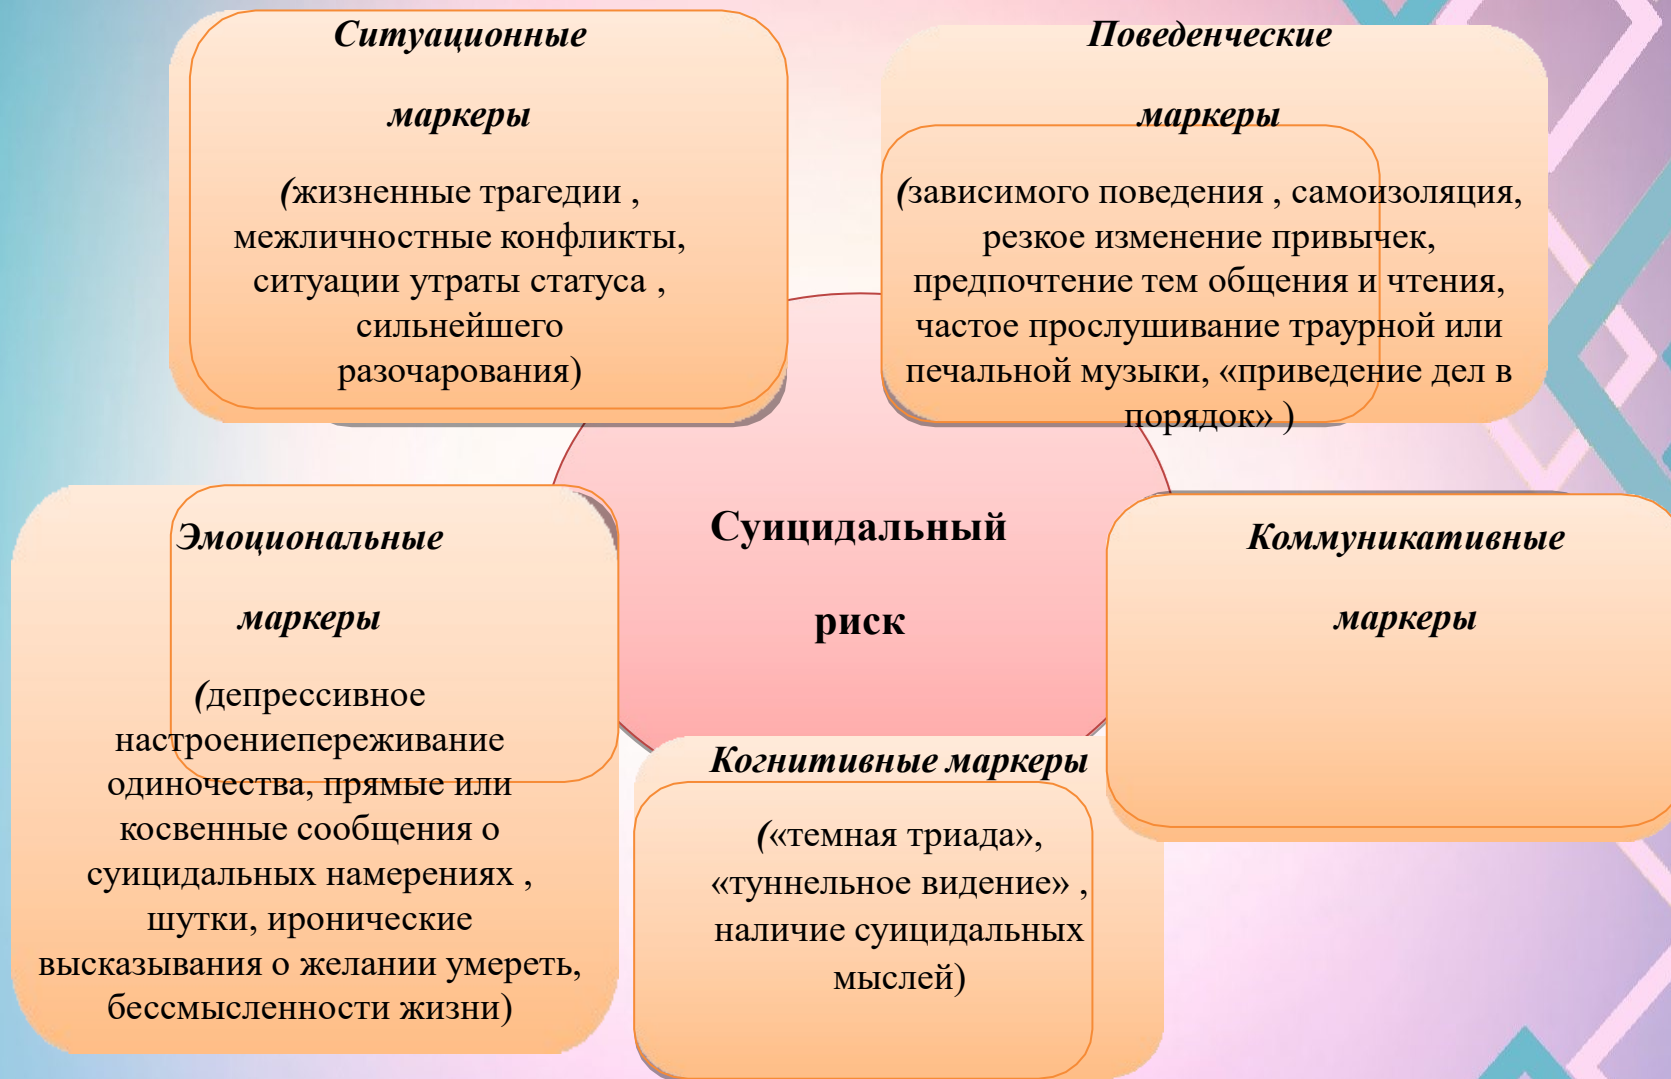 Ситуационные
маркеры
(жизненные трагедии ,
межличностные конфликты,
ситуации утраты статуса ,
сильнейшего
разочарования)
Поведенческие
маркеры
(зависимого поведения , самоизоляция,
резкое изменение привычек,
предпочтение тем общения и чтения,
частое прослушивание траурной или
печальной музыки, «приведение дел в
порядок» )
Суицидальный
риск
Эмоциональные
маркеры
(депрессивное
настроениепереживание
одиночества, прямые или
косвенные сообщения о
суицидальных намерениях ,
шутки, иронические
высказывания о желании умереть,
бессмысленности жизни)
Коммуникативные
маркеры
Когнитивные маркеры
(«темная триада»,
«туннельное видение» ,
наличие суицидальных
мыслей)